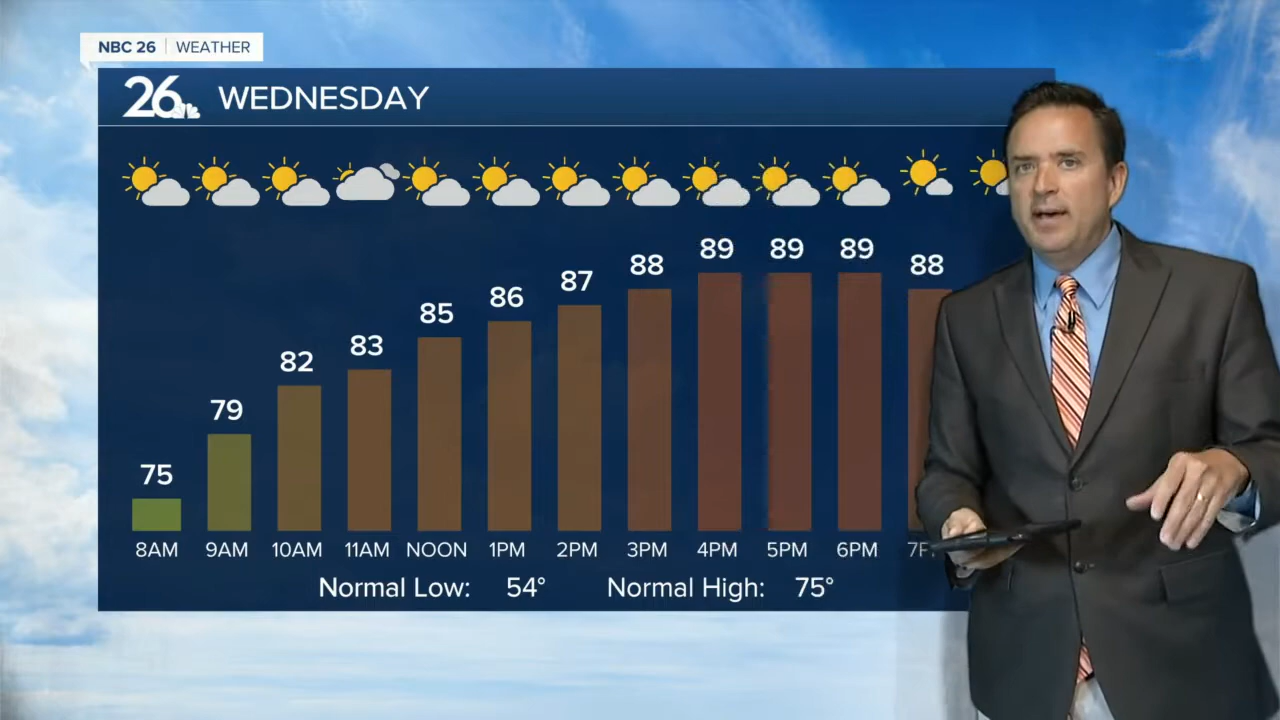 NBC 26 | WEATHER
26 WEDNESDAY
75 79 82 83 85 86 87 88 89 89 89 88
8AM 9AM 10AM 11AM NOON 1PM 2PM 3PM 4PM 5PM 6PM
Normal Low: 54° Normal High: 75°